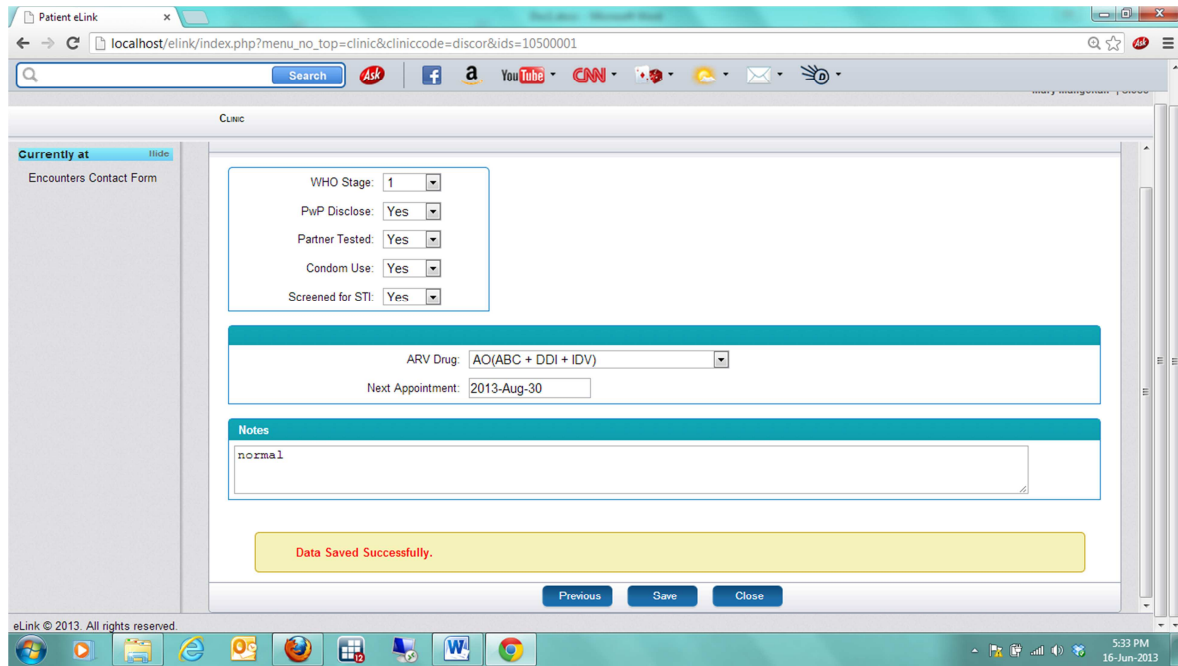 Patient eLink
localhost/elink/index.php?menu_no_top=clinic&cliniccode=discor&ids=10500001
Ask
Search Ask a YouTube CNN D
CLINIC
Currently at Hide
Encounters Contact Form
WHO Stage: 1
PwP Disclose: Yes
Partner Tested: Yes
Condom Use: Yes
Screened for STI: Yes
ARV Drug: AO(ABC + DDI + IDV)
Next Appointment: 2013-Aug-30
Notes
normal
Data Saved Successfully.
Previous Save Close
eLink © 2013. All rights reserved.
12
5:33 PM
16-Jun-2013